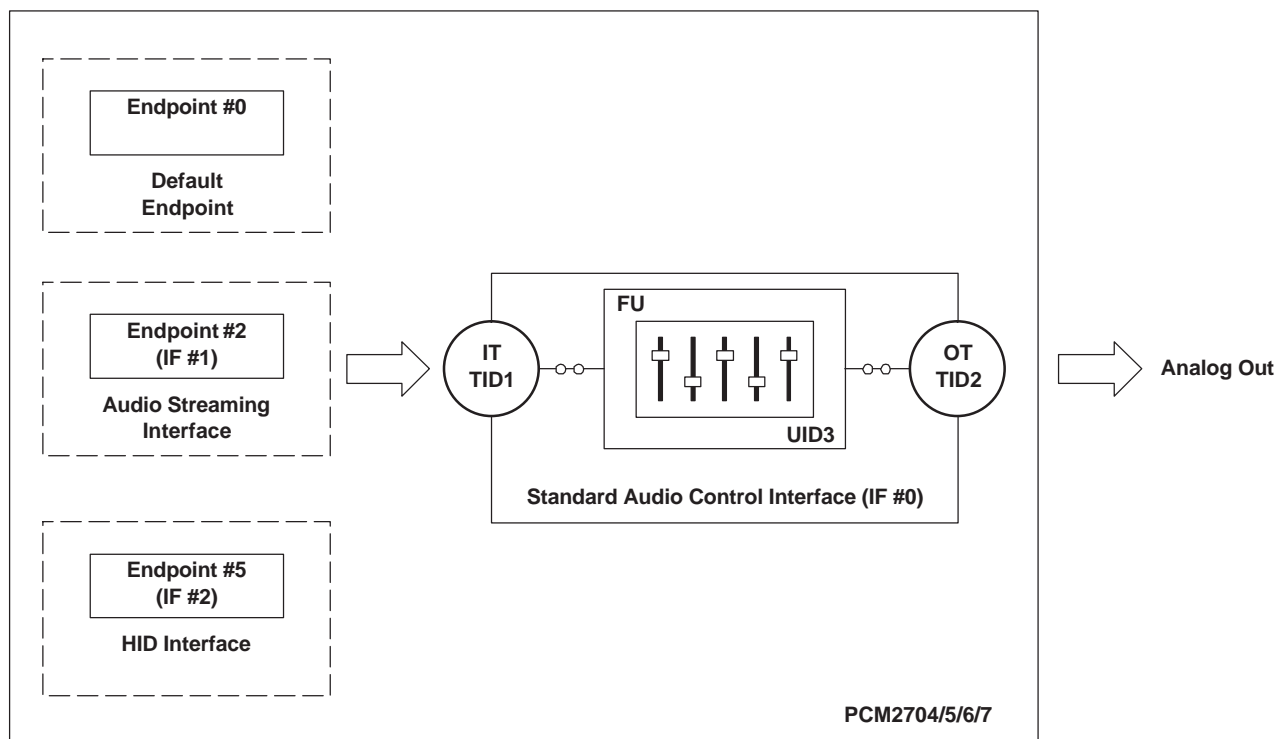 Endpoint #0
Default
Endpoint
Endpoint #2
(IF #1)
Audio Streaming
Interface
Endpoint #5
(IF #2)
HID Interface
IT
TID1
FU
UID3
OT
TID2
Standard Audio Control Interface (IF #0)
Analog Out
PCM2704/5/6/7